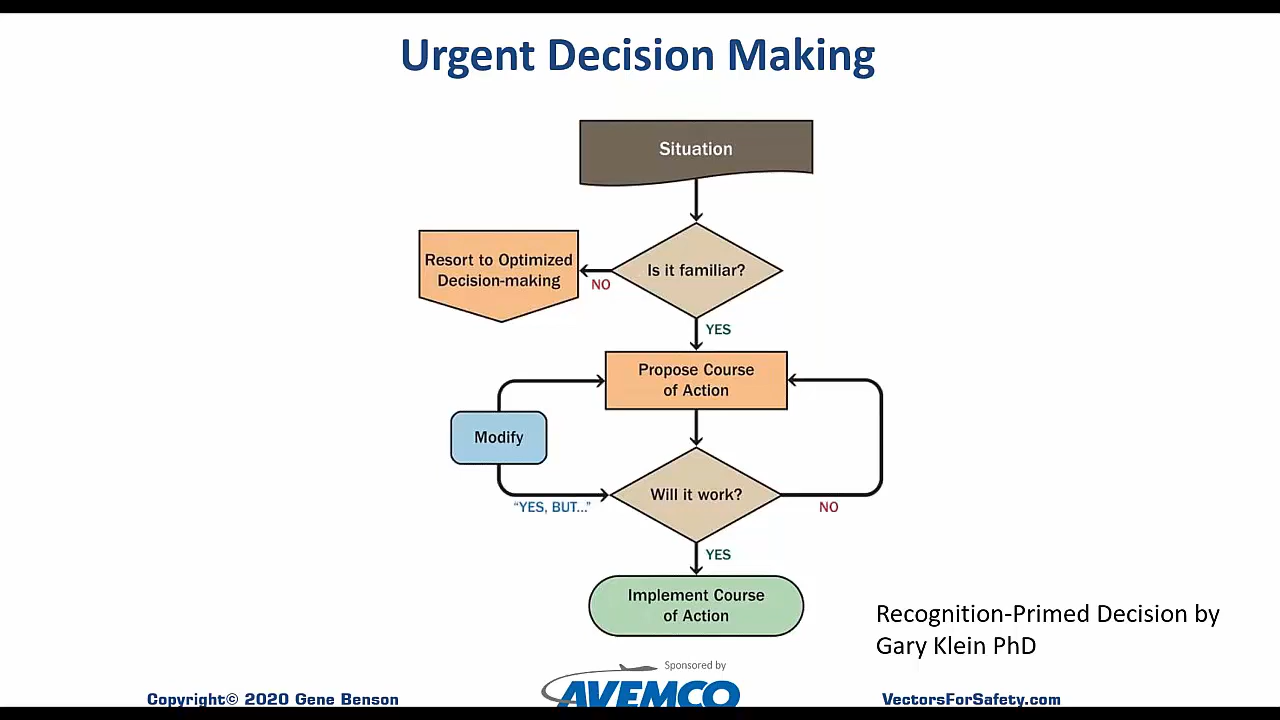 Urgent Decision Making
Situation
Is it familiar?
NO
Resort to Optimized
Decision-making
YES
Propose Course
of Action
Modify
Will it work?
"YES, BUT..."
NO
YES
Implement Course
of Action
Recognition-Primed Decision by
Gary Klein PhD
Sponsored by
AVEMCO
Copyright© 2020 Gene Benson
VectorsForSafety.com